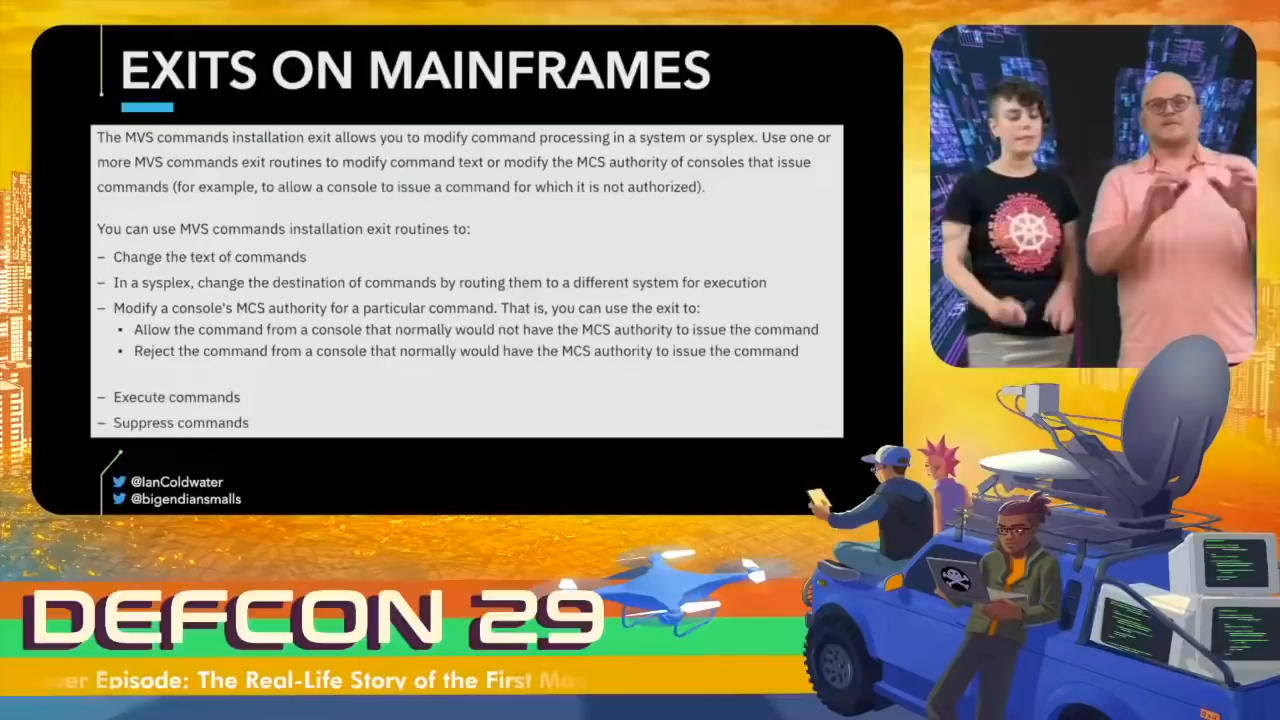 EXITS ON MAINFRAMES
The MVS commands installation exit allows you to modify command processing in a system or sysplex. Use one or
more MVS commands exit routines to modify command text or modify the MCS authority of consoles that issue
commands (for example, to allow a console to issue a command for which it is not authorized).
You can use MVS commands installation exit routines to:
– Change the text of commands
– In a sysplex, change the destination of commands by routing them to a different system for execution
– Modify a console's MCS authority for a particular command. That is, you can use the exit to:
▪ Allow the command from a console that normally would not have the MCS authority to issue the command
▪ Reject the command from a console that normally would have the MCS authority to issue the command
– Execute commands
– Suppress commands
@IanColdwater
@bigendiansmalls
DEFCON 29
Episode: The Real-Life Story of the First